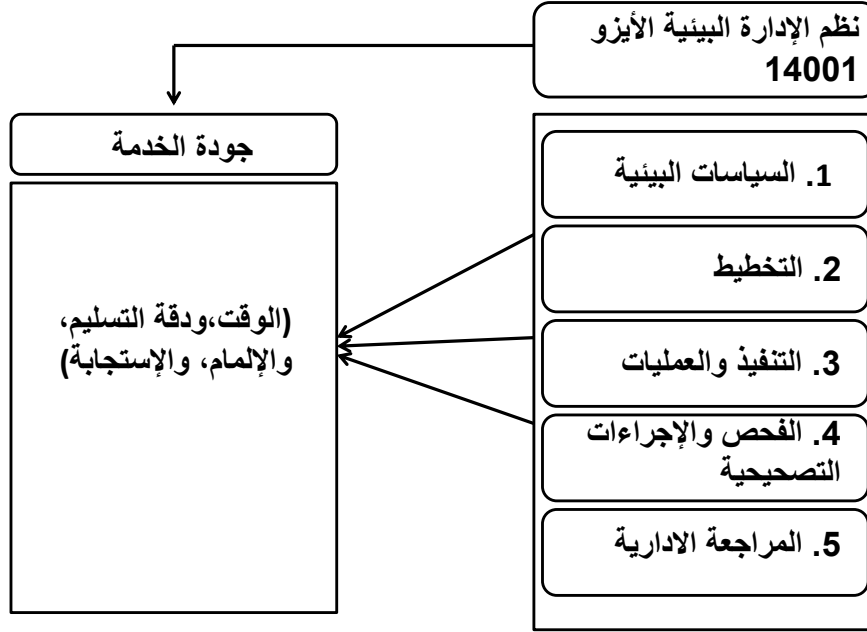 نظم الإدارة البيئية الأيزو
14001
جودة الخدمة
1. السياسات البيئية
2. التخطيط
3. التنفيذ والعمليات
4. الفحص والإجراءات
التصحيحية
5. المراجعة الادارية
(الوقت،ودقة التسليم،
والإلمام، والإستجابة)